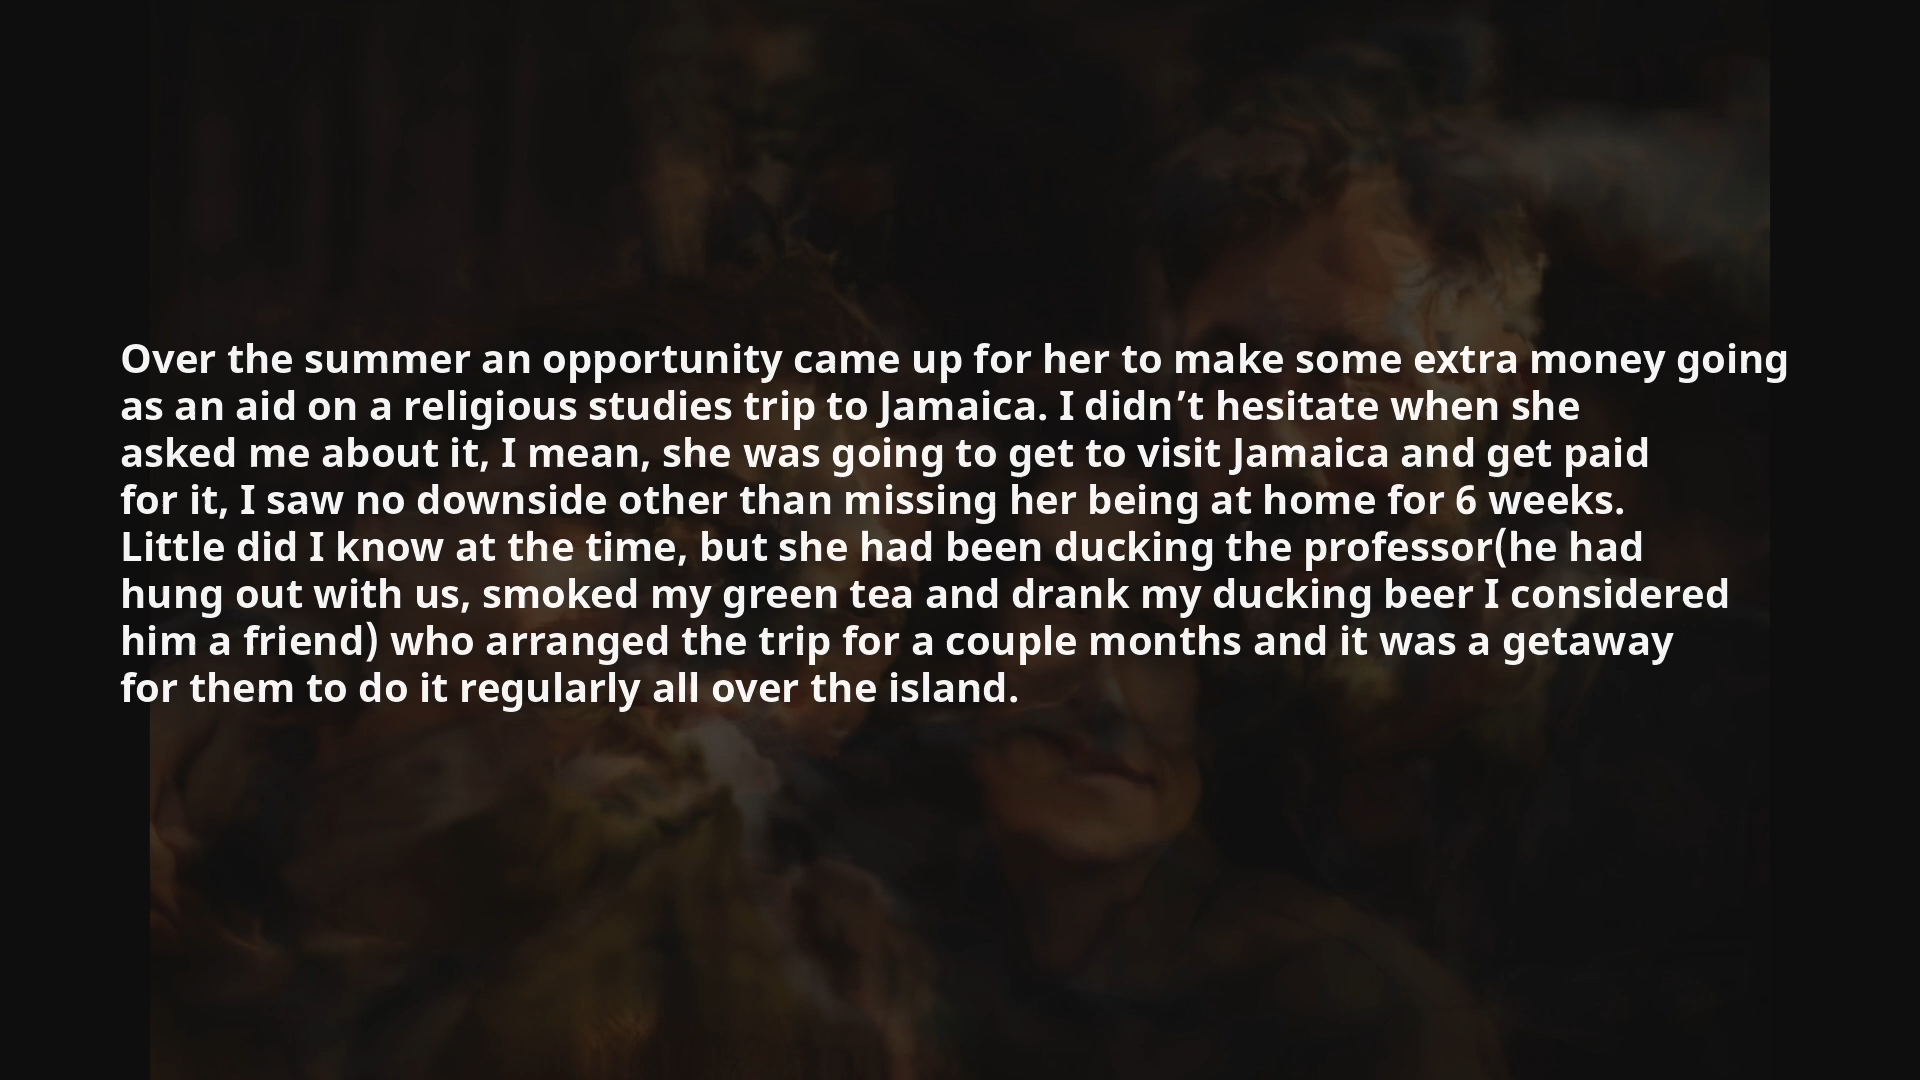 Over the summer an opportunity came up for her to make some extra money going
as an aid on a religious studies trip to Jamaica. I didn’t hesitate when she
asked me about it, I mean, she was going to get to visit Jamaica and get paid
for it, I saw no downside other than missing her being at home for 6 weeks.
Little did I know at the time, but she had been ducking the professor(he had
hung out with us, smoked my green tea and drank my ducking beer I considered
him a friend) who arranged the trip for a couple months and it was a getaway
for them to do it regularly all over the island.